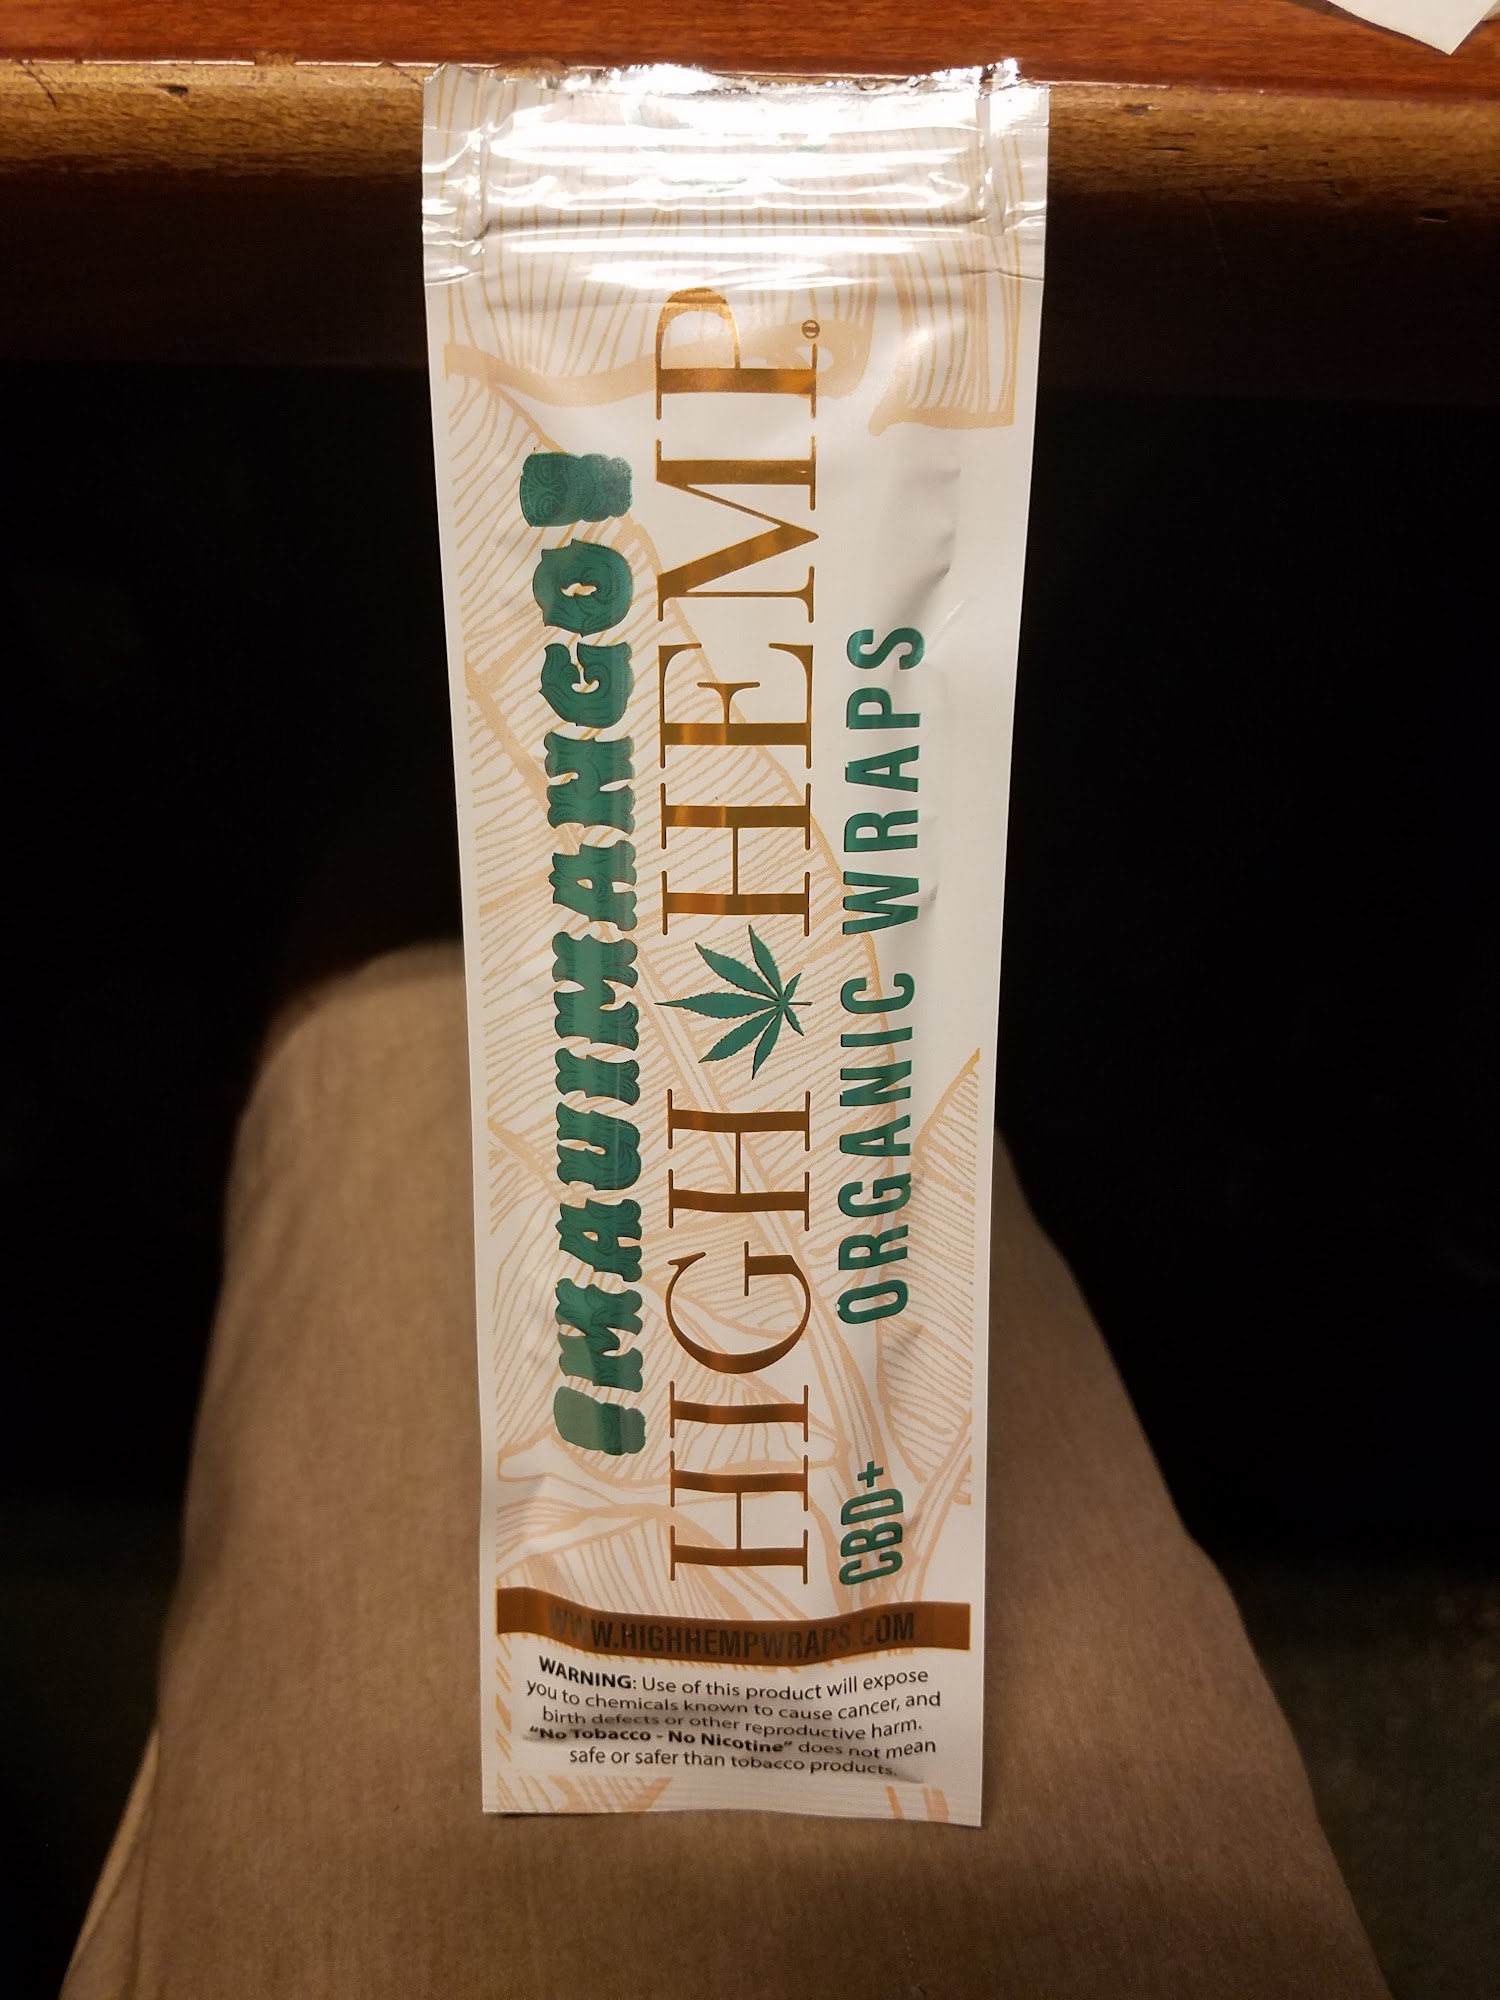 MAUIMANGO
HIGH HEMP®
CBD+ ORGANIC WRAPS
WWW.HIGHHEMPWRAPS.COM
WARNING: Use of this product will expose
you to chemicals known to cause cancer, and
birth defects or other reproductive harm.
"No Tobacco - No Nicotine" does not mean
safe or safer than tobacco products.